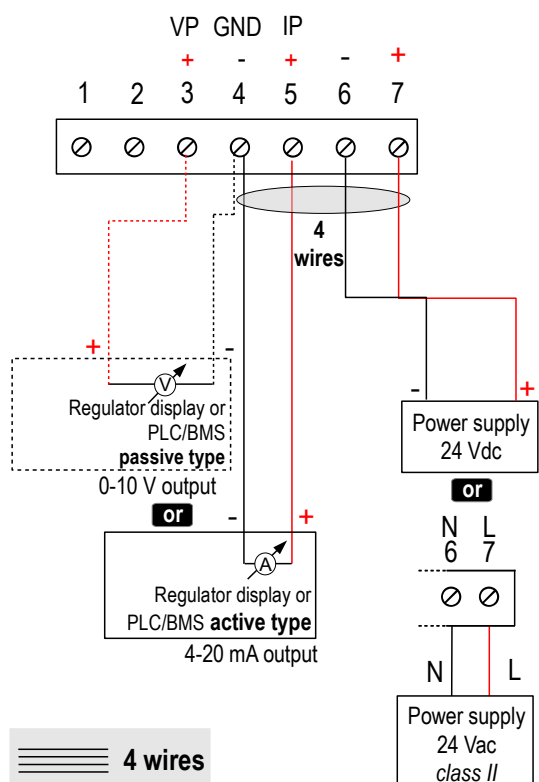 VP GND IP
+ - + - +
1 2 3 4 5 6 7
4
wires
+ -
V
Regulator display or
PLC/BMS
passive type
0-10 V output
or
- +
A
Regulator display or
PLC/BMS active type
4-20 mA output
- +
Power supply
24 Vdc
or
N L
6 7
N L
Power supply
24 Vac
class II
4 wires